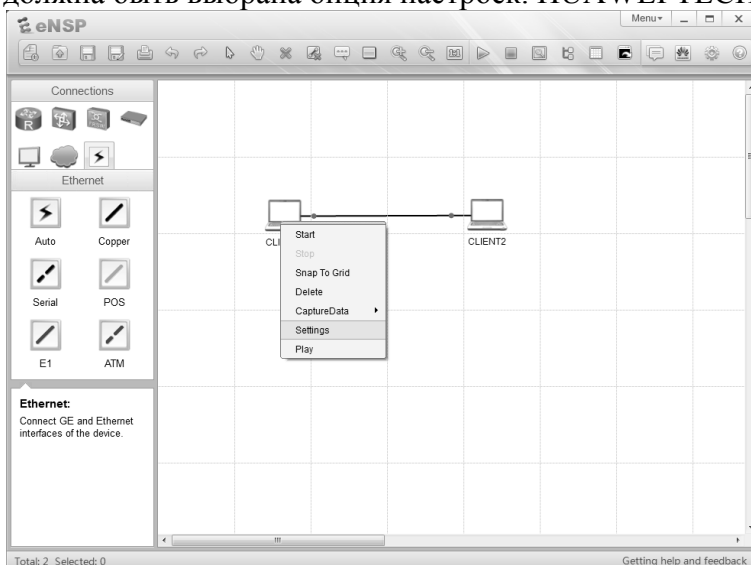 должна быть выбрана опция настроек. HUAWEI TECH
eNSP
Menu
Connections
R
Ethernet
Auto
Copper
Serial
POS
E1
ATM
Ethernet:
Connect GE and Ethernet
interfaces of the device.
CLI
CLIENT2
Start
Stop
Snap To Grid
Delete
CaptureData
Settings
Play
Total: 2 Selected: 0
Getting help and feedback